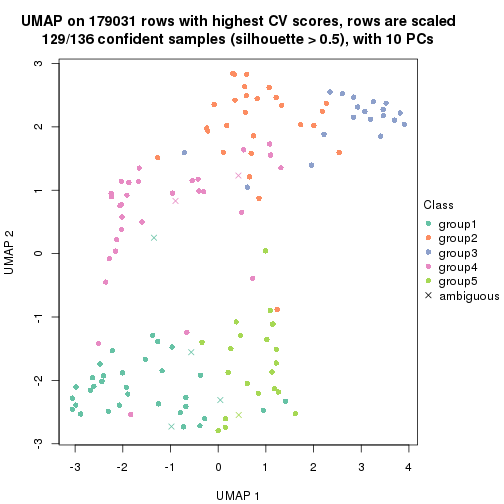 UMAP on 179031 rows with highest CV scores, rows are scaled
129/136 confident samples (silhouette > 0.5), with 10 PCs
3
2
1
0
-1
-2
-3
UMAP 2
-3 -2 -1 0 1 2 3 4
UMAP 1
Class
group1
group2
group3
group4
group5
ambiguous